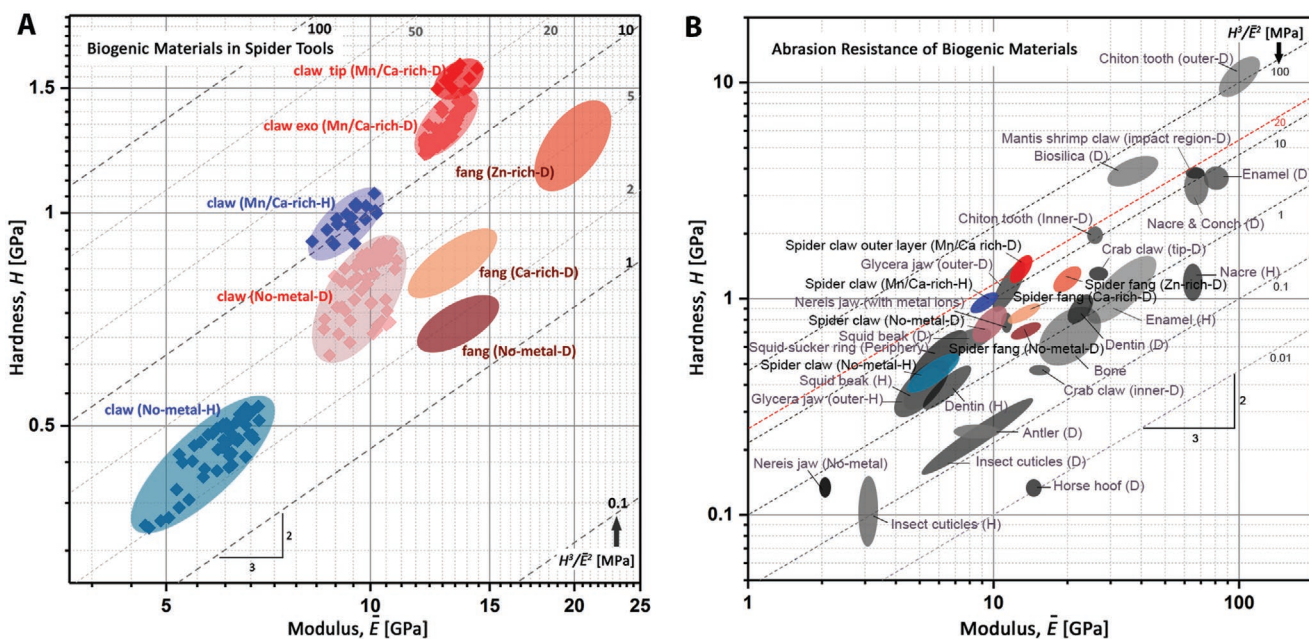 A
Biogenic Materials in Spider Tools
100
50
20
10
5
2
1
0.1
H³/Ē² [MPa]
claw tip (Mn/Ca-rich-D)
claw exo (Mn/Ca-rich-D)
fang (Zn-rich-D)
claw (Mn/Ca-rich-H)
fang (Ca-rich-D)
claw (No-metal-D)
fang (No-metal-D)
claw (No-metal-H)
2
3
1.5
1
0.5
Hardness, H [GPa]
5
10
15
20
25
Modulus, Ē [GPa]
B
Abrasion Resistance of Biogenic Materials
H³/Ē² [MPa]
100
20
10
1
0.1
0.01
Chiton tooth (outer-D)
Mantis shrimp claw (impact region-D)
Biosilica (D)
Enamel (D)
Nacre & Conch (D)
Chiton tooth (Inner-D)
Spider claw outer layer (Mn/Ca rich-D)
Crab claw (tip-D)
Glycera jaw (outer-D)
Nacre (H)
Spider claw (Mn/Ca-rich-H)
Spider fang (Zn-rich-D)
Nereis jaw (with metal ions)
Spider fang (Ca-rich-D)
Spider claw (No-metal-D)
Enamel (H)
Squid beak (D)
Dentin (D)
Squid-sucker ring (Periphery)
Spider fang (No-metal-D)
Spider claw (No-metal-H)
Bone
Squid beak (H)
Crab claw (inner-D)
Glycera jaw (outer-H)
Dentin (H)
Antler (D)
Nereis jaw (No-metal)
Insect cuticles (D)
Horse hoof (D)
Insect cuticles (H)
2
3
10
1
0.1
Hardness, H [GPa]
1
10
100
Modulus, Ē [GPa]